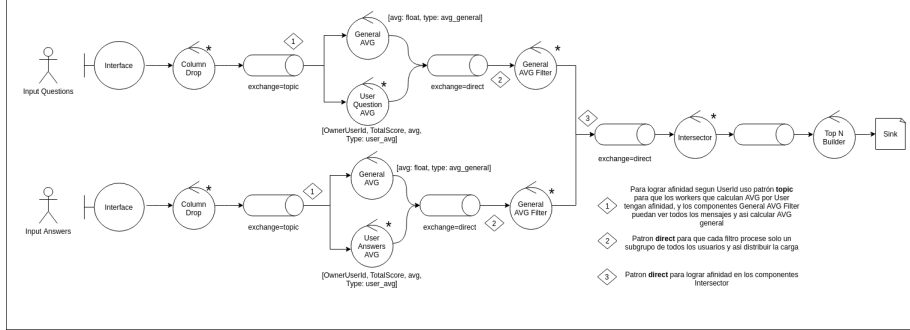 [avg: float, type: avg_general]
1
General
AVG
*
Input Questions
Interface
Column
Drop
*
exchange=topic
User
Question
AVG
*
[OwnerUserId, TotalScore, avg,
Type: user_avg]
exchange=direct
2
General
AVG Filter
*
3
exchange=direct
Intersector
*
Top N
Builder
Sink
[avg: float, type: avg_general]
1
General
AVG
Input Answers
Interface
Column
Drop
*
exchange=topic
User
Answers
AVG
*
[OwnerUserId, TotalScore, avg,
Type: user_avg]
exchange=direct
2
General
AVG Filter
*
1
Para lograr afinidad segun UserId uso patrón topic
para que los workers que calculan AVG por User
tengan afinidad, y los componentes General AVG Filter
puedan ver todos los mensajes y asi calcular AVG
general
2
Patron direct para que cada filtro procese solo un
subgrupo de todos los usuarios y asi distribuir la carga
3
Patron direct para lograr afinidad en los componentes
Intersector